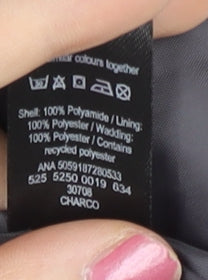 similar colours together
Shell: 100% Polyamide / Lining:
100% Polyester / Wadding:
100% Polyester / Contains
recycled polyester
ANA 5059187280533
525 5250 0019 634
30708
CHARCO